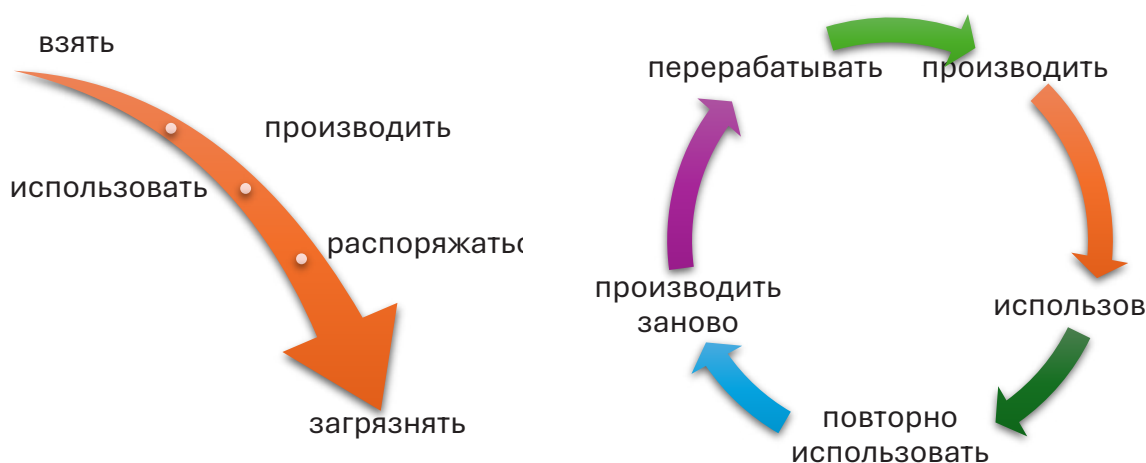 взять
производить
использовать
распоряжатьс
загрязнять
перерабатывать
производить
использов
повторно
использовать
производить
заново